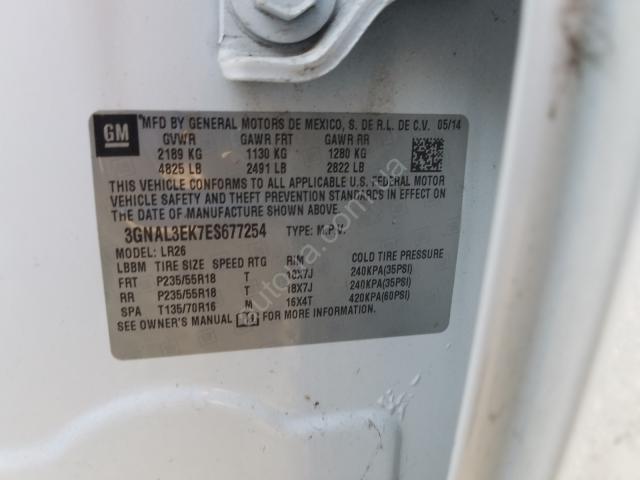 GM
MFD BY GENERAL MOTORS DE MEXICO, S. DE R.L. DE C.V. 05/14
GVWR GAWR FRT GAWR RR
2189 KG 1130 KG 1280 KG
4825 LB 2491 LB 2822 LB
THIS VEHICLE CONFORMS TO ALL APPLICABLE U.S. FEDERAL MOTOR
VEHICLE SAFETY AND THEFT PREVENTION STANDARDS IN EFFECT ON
THE DATE OF MANUFACTURE SHOWN ABOVE.
3GNAL3EK7ES677254 TYPE: M.P.V.
MODEL: LR26
LBBM TIRE SIZE SPEED RTG RIM COLD TIRE PRESSURE
FRT P235/55R18 T 18X7J 240KPA(35PSI)
RR P235/55R18 T 18X7J 240KPA(35PSI)
SPA T135/70R16 M 16X4T 420KPA(60PSI)
SEE OWNER'S MANUAL FOR MORE INFORMATION.